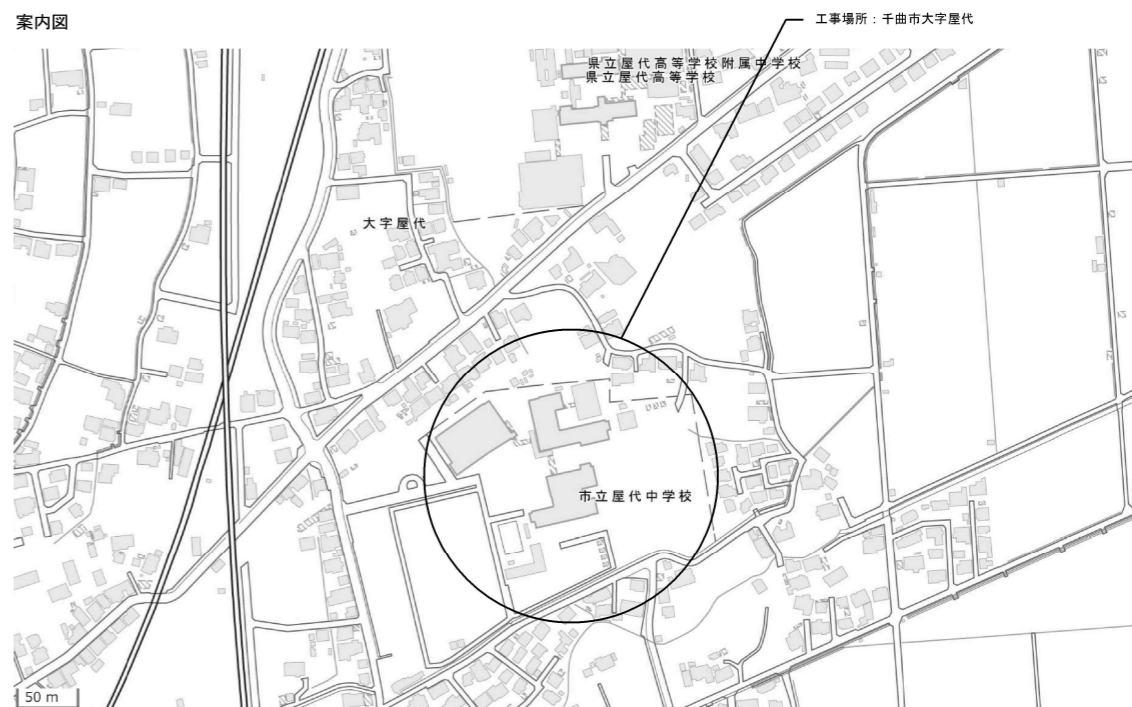 案内図
工事場所：千曲市大字屋代
県立屋代高等学校附属中学校
県立屋代高等学校
大字屋代
市立屋代中学校
50 m